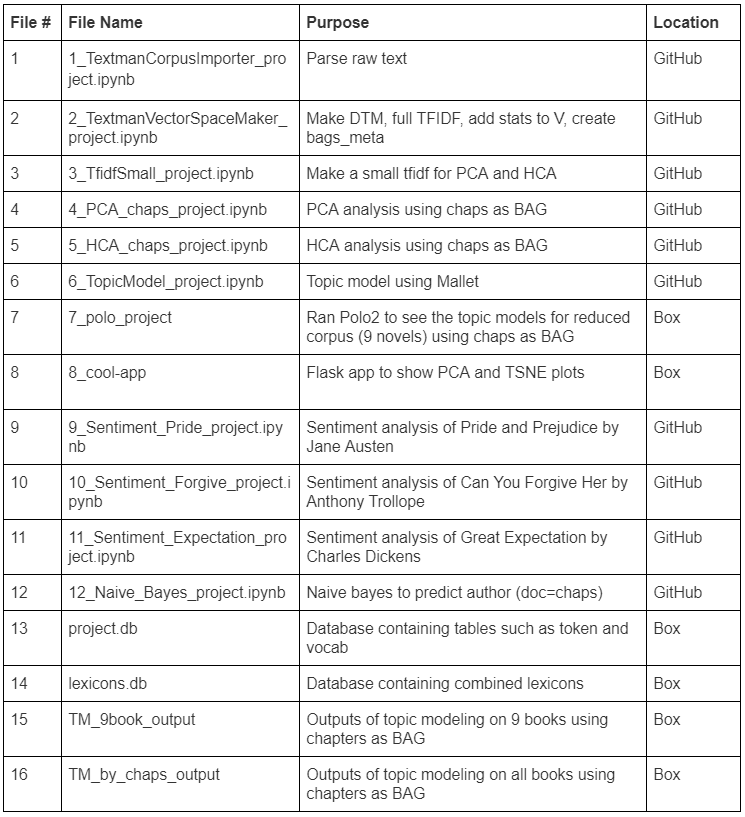 File # File Name Purpose Location
1 1_TextmanCorpusImporter_pro Parse raw text GitHub
ject.ipynb
2 2_TextmanVectorSpaceMaker_ Make DTM, full TFIDF, add stats to V, create GitHub
project.ipynb bags_meta
3 3_TfidfSmall_project.ipynb Make a small tfidf for PCA and HCA GitHub
4 4_PCA_chaps_project.ipynb PCA analysis using chaps as BAG GitHub
5 5_HCA_chaps_project.ipynb HCA analysis using chaps as BAG GitHub
6 6_TopicModel_project.ipynb Topic model using Mallet GitHub
7 7_polo_project Ran Polo2 to see the topic models for reduced Box
corpus (9 novels) using chaps as BAG
8 8_cool-app Flask app to show PCA and TSNE plots Box
9 9_Sentiment_Pride_project.ipy Sentiment analysis of Pride and Prejudice by GitHub
nb Jane Austen
10 10_Sentiment_Forgive_project.i Sentiment analysis of Can You Forgive Her by GitHub
pynb Anthony Trollope
11 11_Sentiment_Expectation_pro Sentiment analysis of Great Expectation by GitHub
ject.ipynb Charles Dickens
12 12_Naive_Bayes_project.ipynb Naive bayes to predict author (doc=chaps) GitHub
13 project.db Database containing tables such as token and Box
vocab
14 lexicons.db Database containing combined lexicons Box
15 TM_9book_output Outputs of topic modeling on 9 books using Box
chapters as BAG
16 TM_by_chaps_output Outputs of topic modeling on all books using Box
chapters as BAG